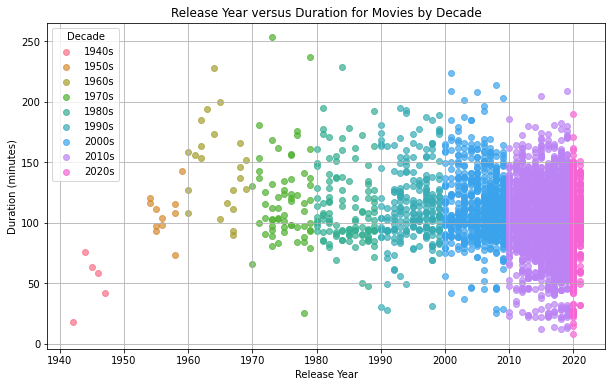 Release Year versus Duration for Movies by Decade
Decade
1940s
1950s
1960s
1970s
1980s
1990s
2000s
2010s
2020s
250
200
150
100
50
0
Duration (minutes)
1940 1950 1960 1970 1980 1990 2000 2010 2020
Release Year